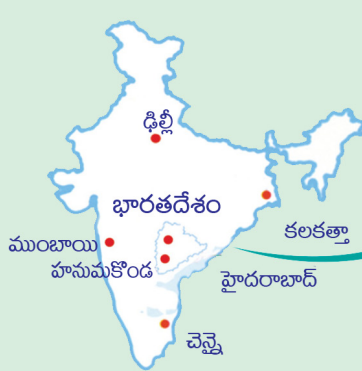 ఢిల్లీ
భారతదేశం
కలకత్తా
ముంబాయి
హనుమకొండ
హైదరాబాద్
చెన్నై